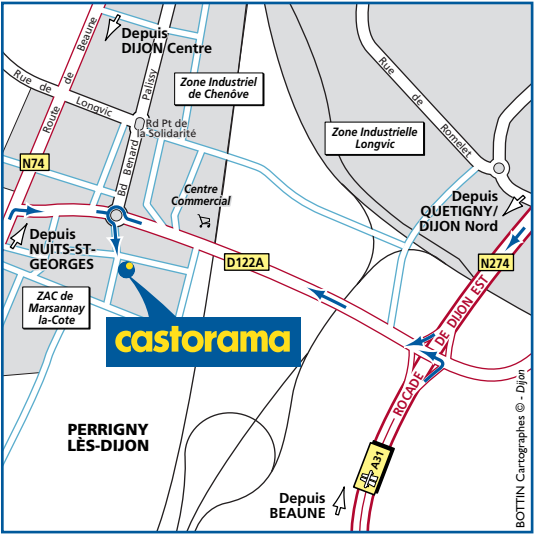 Depuis
DIJON Centre
Route de Beaune
Rue de Longvic
Bd Benard Palissy
Zone Industriel
de Chenôve
Rd Pt de
la Solidarité
Rue de Romelet
Zone Industrielle
Longvic
N74
Centre
Commercial
Depuis
QUETIGNY/
DIJON Nord
Depuis
NUITS-ST-
GEORGES
D122A
N274
ZAC de
Marsannay
la-Cote
castorama
ROCADE DE DIJON EST
PERRIGNY
LÈS-DIJON
A31
Depuis
BEAUNE
BOTTIN Cartographes © - Dijon